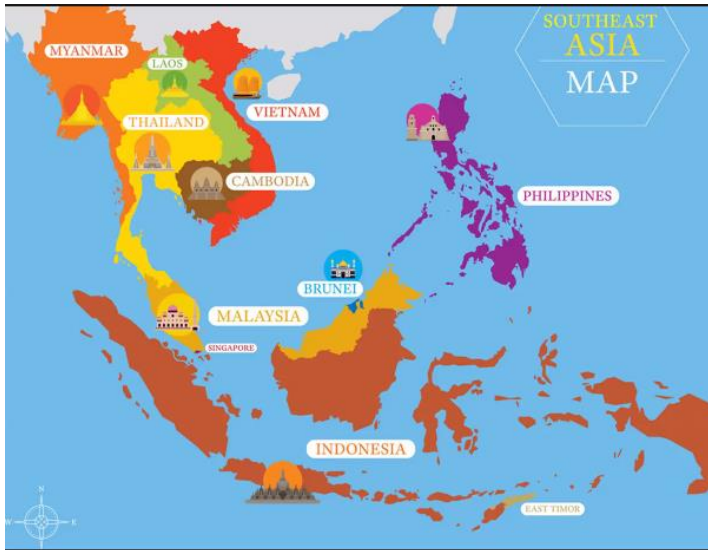 SOUTHEAST
ASIA
MAP
MYANMAR
LAOS
VIETNAM
THAILAND
CAMBODIA
PHILIPPINES
BRUNEI
MALAYSIA
SINGAPORE
INDONESIA
EAST TIMOR
N
W
K
S